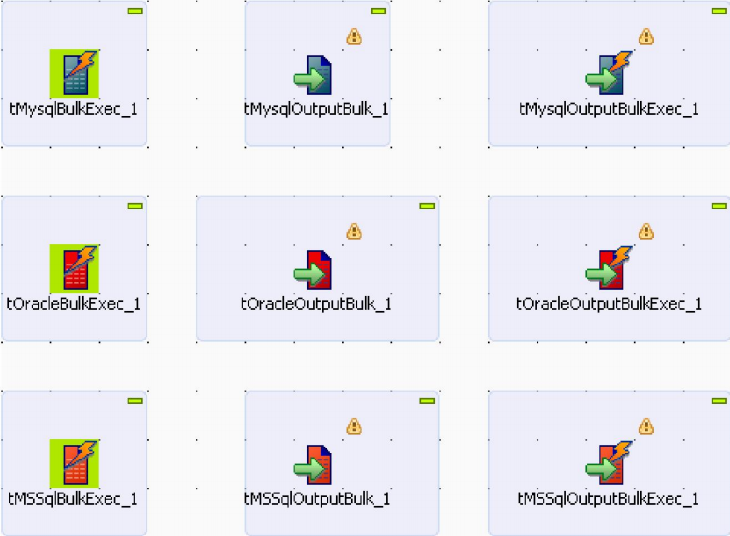 tMysqlBulkExec_1
tMysqlOutputBulk_1
tMysqlOutputBulkExec_1
tOracleBulkExec_1
tOracleOutputBulk_1
tOracleOutputBulkExec_1
tMSSqlBulkExec_1
tMSSqlOutputBulk_1
tMSSqlOutputBulkExec_1